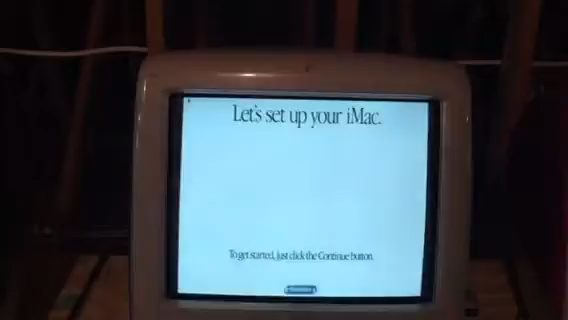 Let's set up your iMac.
To get started, just click the Continue button.